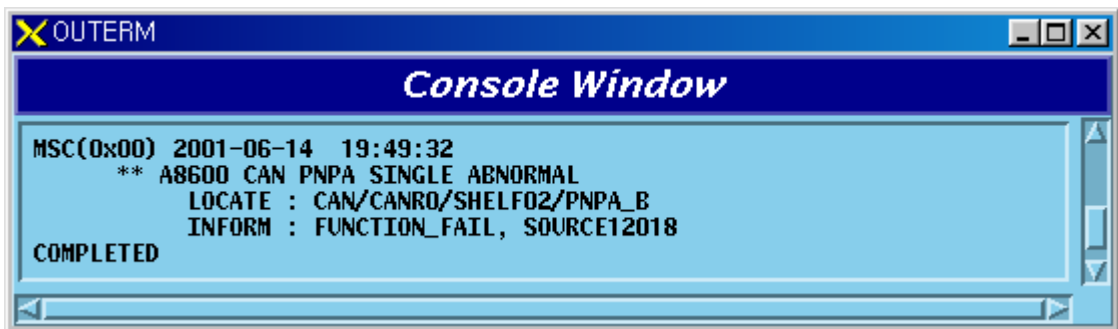 OUTERM
Console Window
MSC(0x00) 2001-06-14 19:49:32
** A8600 CAN PNPA SINGLE ABNORMAL
LOCATE : CAN/CANR0/SHELF02/PNPA_B
INFORM : FUNCTION_FAIL, SOURCE12018
COMPLETED